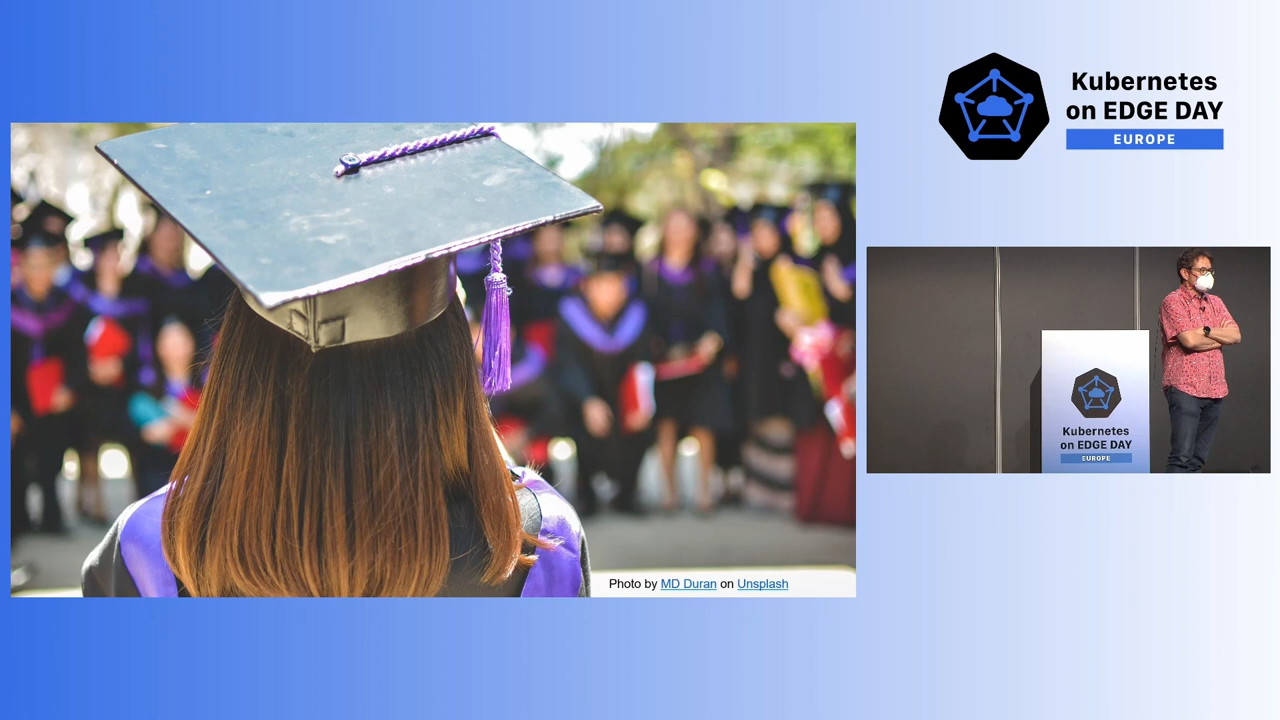 Kubernetes
on EDGE DAY
EUROPE
Photo by MD Duran on Unsplash
Kubernetes
on EDGE DAY
EUROPE